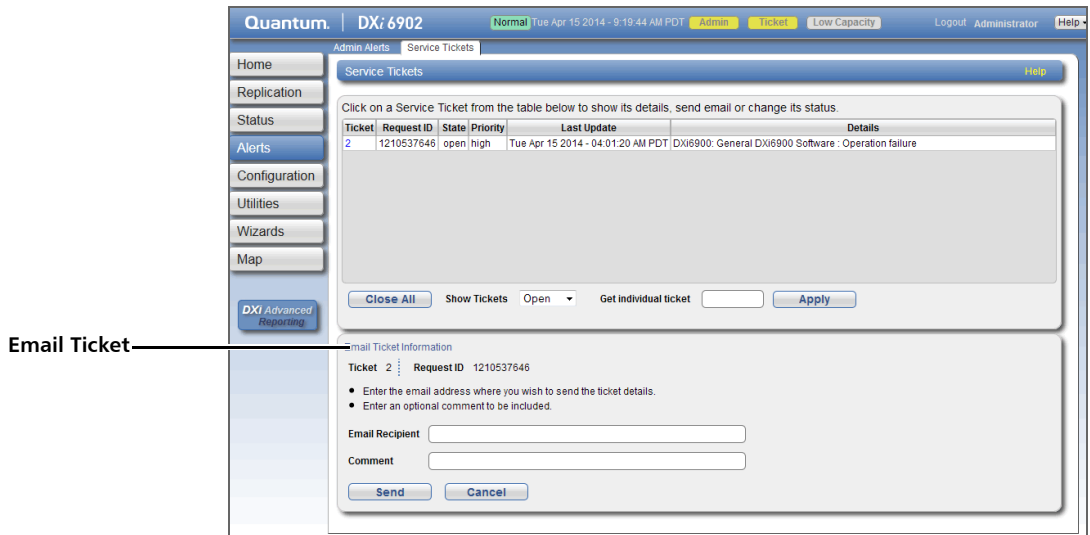 Quantum. DXi 6902 Normal Tue Apr 15 2014 - 9:19:44 AM PDT Admin Ticket Low Capacity Logout Administrator Help
Admin Alerts Service Tickets
Home
Replication
Status
Alerts
Configuration
Utilities
Wizards
Map
DXi Advanced
Reporting
Service Tickets Help
Click on a Service Ticket from the table below to show its details, send email or change its status.
Ticket Request ID State Priority Last Update Details
2 1210537646 open high Tue Apr 15 2014 - 04:01:20 AM PDT DXi6900: General DXi6900 Software : Operation failure
Close All Show Tickets Open Get individual ticket Apply
Email Ticket
Email Ticket Information
Ticket 2 Request ID 1210537646
• Enter the email address where you wish to send the ticket details.
• Enter an optional comment to be included.
Email Recipient
Comment
Send Cancel